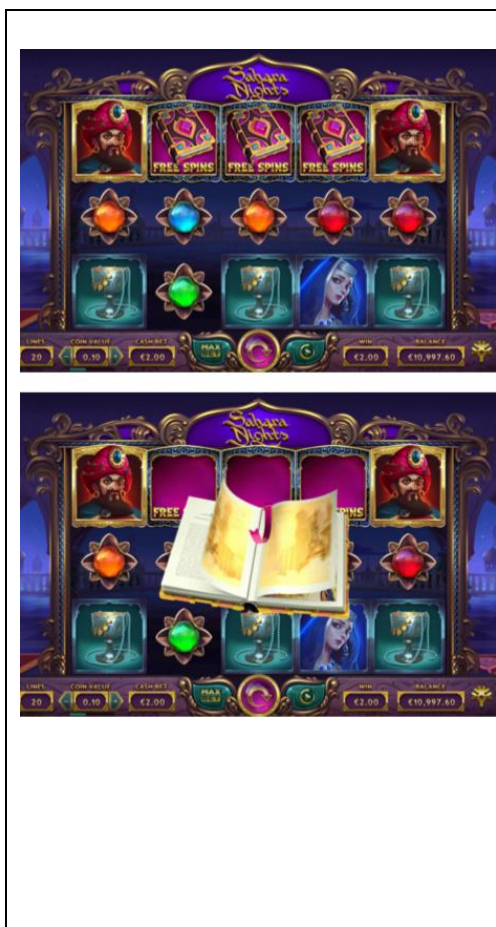 Sahara
Nights
FREE SPINS FREE SPINS FREE SPINS
LINES COIN VALUE CASH BET WIN BALANCE
20 0.10 €2.00 MAX BET €2.00 €10,997.60
Sahara
Nights
FREE SPINS
LINES COIN VALUE CASH BET WIN BALANCE
20 0.10 €2.00 MAX BET €2.00 €10,997.60